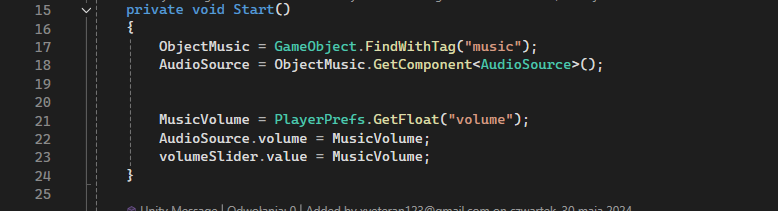 15 private void Start()
16 {
17 ObjectMusic = GameObject.FindWithTag("music");
18 AudioSource = ObjectMusic.GetComponent<AudioSource>();
19
20
21 MusicVolume = PlayerPrefs.GetFloat("volume");
22 AudioSource.volume = MusicVolume;
23 volumeSlider.value = MusicVolume;
24 }
25
Unity Message | Odwołania: 0 | Added by xveteran123@gmail.com on czwartek, 30 maja 2024